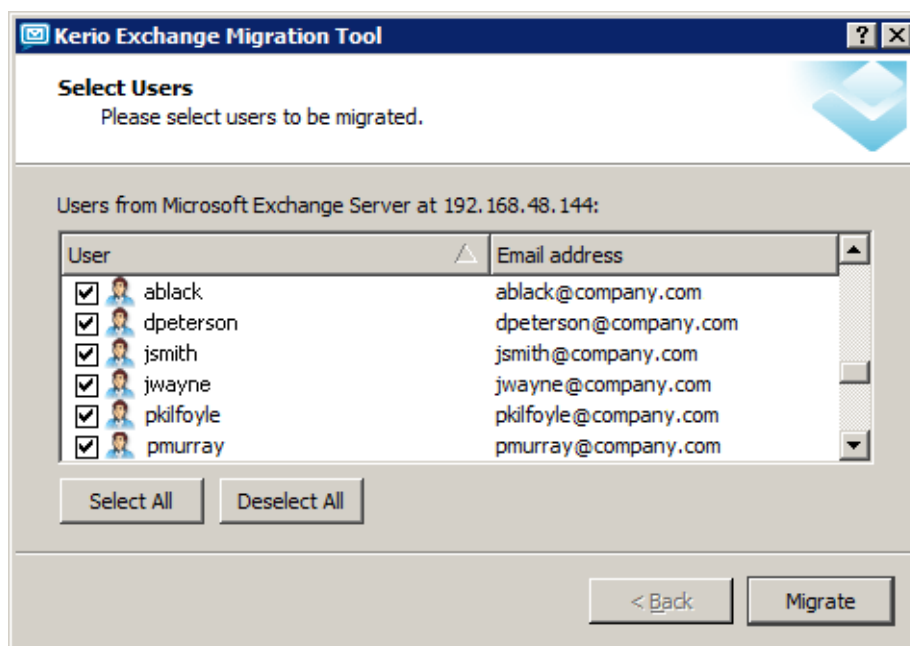 Kerio Exchange Migration Tool
Select Users
Please select users to be migrated.
Users from Microsoft Exchange Server at 192.168.48.144:
User Email address
ablack ablack@company.com
dpeterson dpeterson@company.com
jsmith jsmith@company.com
jwayne jwayne@company.com
pkilfoyle pkilfoyle@company.com
pmurray pmurray@company.com
Select All Deselect All
< Back Migrate